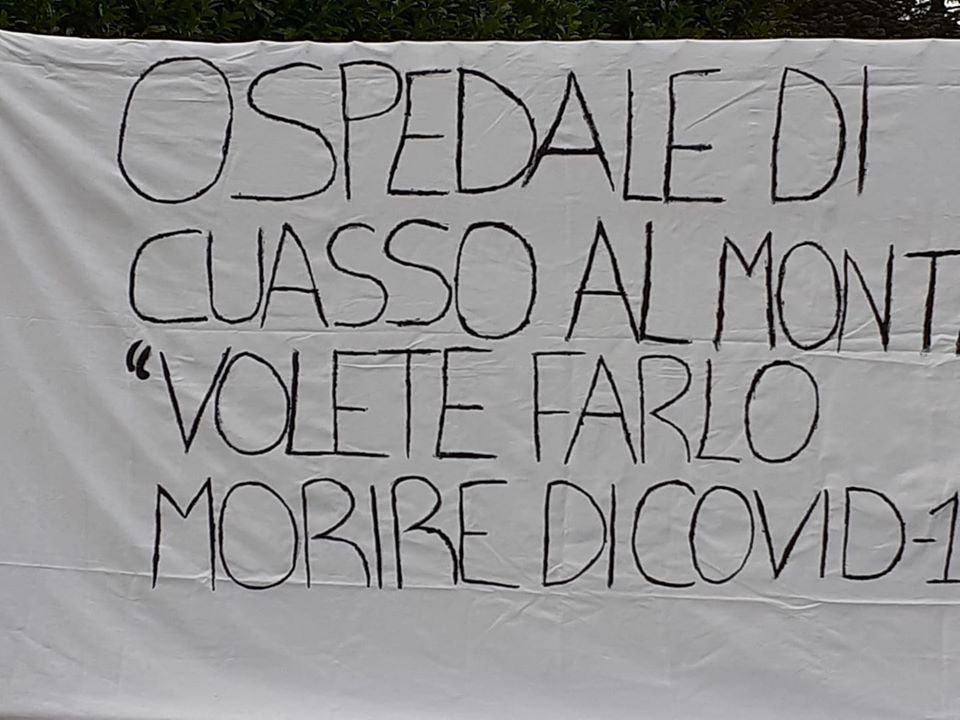 OSPEDALE DI
CUASSO AL MONT
“VOLETE FARLO
MORIRE DI COVID-1